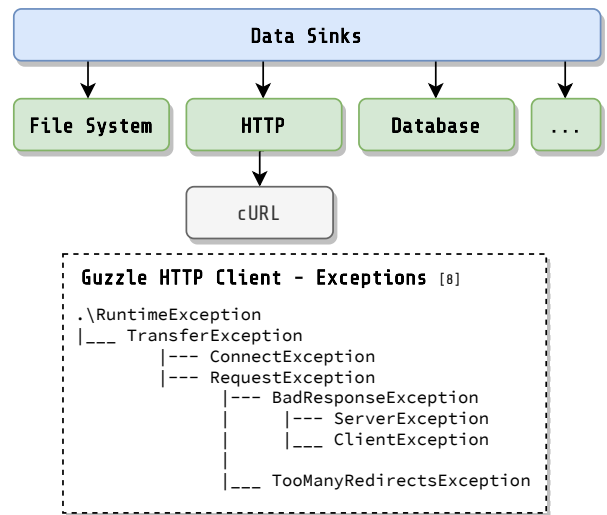 Data Sinks
File System HTTP Database ...
cURL
Guzzle HTTP Client - Exceptions [8]
.\RuntimeException
|___ TransferException
        |--- ConnectException
        |--- RequestException
              |--- BadResponseException
              |     |--- ServerException
              |     |___ ClientException
              |
              |___ TooManyRedirectsException